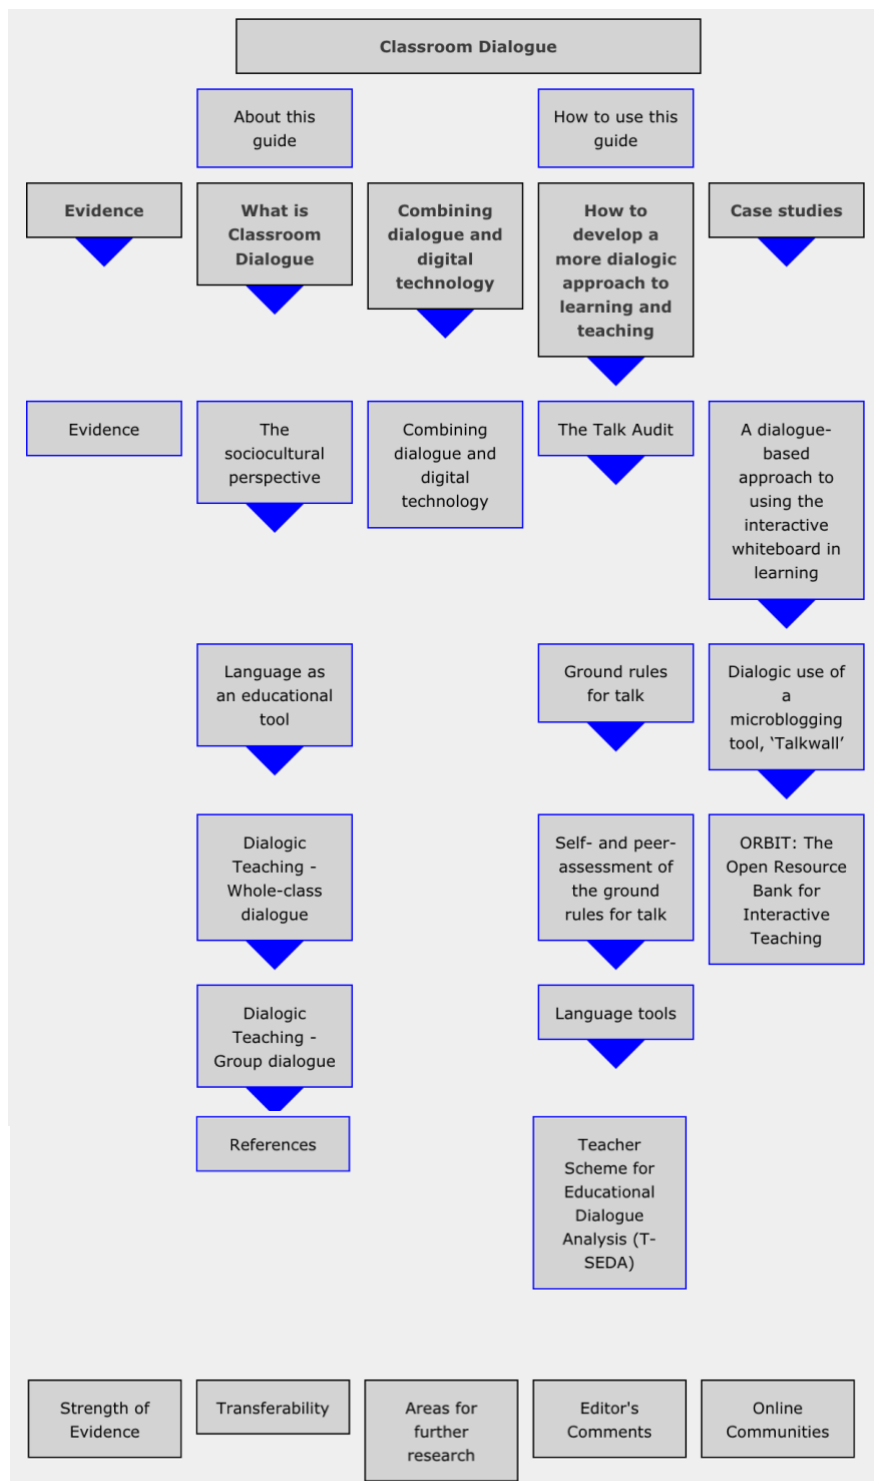 Classroom Dialogue
About this
guide
How to use this
guide
Evidence
What is
Classroom
Dialogue
Combining
dialogue and
digital
technology
How to
develop a
more dialogic
approach to
learning and
teaching
Case studies
Evidence
The
sociocultural
perspective
Combining
dialogue and
digital
technology
The Talk Audit
A dialogue-
based
approach to
using the
interactive
whiteboard in
learning
Language as
an educational
tool
Ground rules
for talk
Dialogic use of
a
microblogging
tool, ‘Talkwall’
Dialogic
Teaching -
Whole-class
dialogue
Self- and peer-
assessment of
the ground
rules for talk
ORBIT: The
Open Resource
Bank for
Interactive
Teaching
Dialogic
Teaching -
Group dialogue
Language tools
References
Teacher
Scheme for
Educational
Dialogue
Analysis (T-
SEDA)
Strength of
Evidence
Transferability
Areas for
further
research
Editor's
Comments
Online
Communities